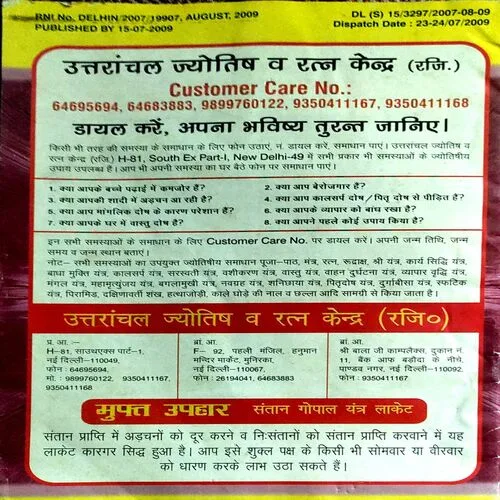 RNI No. DELHIN/2007/19907, AUGUST, 2009
DL (S) 15/3297/2007-08-09
PUBLISHED BY 15-07-2009
Dispatch Date : 23-24/07/2009
उत्तरांचल ज्योतिष व रत्न केन्द्र (रजि.)
Customer Care No.:
64695694, 64683883, 9899760122, 9350411167, 9350411168
डायल करें, अपना भविष्य तुरन्त जानिए।
किसी भी तरह की समस्या के समाधान के लिए फोन उठाएं, नं. डायल करें, समाधान पाएं। उत्तरांचल ज्योतिष व
रत्न केन्द्र (रजि) H-81, South Ex Part-I, New Delhi-49 में सभी प्रकार भी समस्याओं के ज्योतिषीय
उपाय उपलब्ध हैं। आप भी अपनी समस्या का घर बैठे फोन पर समाधान पाएं।
1. क्या आपके बच्चे पढ़ाई में कमजोर हैं?
2. क्या आप बेरोजगार हैं?
3. क्या आपकी शादी में अड़चन आ रही है?
4. क्या आप कालसर्प दोष/पितृ दोष से पीड़ित हैं?
5. क्या आप मांगलिक दोष के कारण परेशान हैं?
6. क्या आपके व्यापार को बांध रखा है?
7. क्या आपके घर में वास्तु दोष है?
8. क्या आपने पहले कोई उपाय किया है?
इन सभी समस्याओं के समाधान के लिए Customer Care No. पर डायल करें। अपनी जन्म तिथि, जन्म
समय व जन्म स्थान बताएं।
नोट– सभी समस्याओं का उपयुक्त ज्योतिषीय समाधान पूजा–पाठ, मंत्र, रत्न, रूद्राक्ष, श्री यंत्र, कार्य सिद्धि यंत्र,
बाधा मुक्ति यंत्र, कालसर्प यंत्र, सरस्वती यंत्र, वशीकरण यंत्र, वास्तु यंत्र, वाहन दुर्घटना यंत्र, व्यापार वृद्धि यंत्र,
मंगल यंत्र, महामृत्युंजय यंत्र, बगलामुखी यंत्र, नवग्रह यंत्र, शनिछाया यंत्र, पितृदोष यंत्र, दुर्गाबीसा यंत्र, स्फटिक
यंत्र, पिरामिड, दक्षिणावर्ती शंख, हत्थाजोड़ी, काले घोड़े की नाल व छल्ला आदि सामग्री से किया जाता है।
उत्तरांचल ज्योतिष व रत्न केन्द्र (रजि०)
प्र. आ. :-
H-81, साउथएक्स पार्ट-1,
नई दिल्ली-110049,
फोन : 64695694,
मो. : 9899760122, 9350411167,
9350411168
ब्रां. आ.
F- 92, पहली मंजिल, हनुमान
मन्दिर मार्केट, मुनिरका,
नई दिल्ली-110067,
फोन : 26194041, 64683883
ब्रां. आ.
श्री बाला जी काम्पलैक्स, दुकान नं.
11, बैंक आफ बड़ौदा के नीचे,
पाण्डव नगर, नई दिल्ली-110092
फोन : 9350411167
मुफ्त उपहार संतान गोपाल यंत्र लाकेट
संतान प्राप्ति में अड़चनों को दूर करने व निःसंतानों को संतान प्राप्ति करवाने में यह
लाकेट कारगर सिद्ध हुआ है। आप इसे शुक्ल पक्ष के किसी भी सोमवार या वीरवार
को धारण करके लाभ उठा सकते हैं।